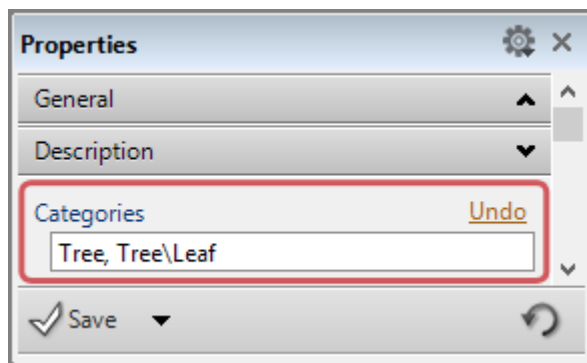 Properties
General
Description
Categories Undo
Tree, Tree\Leaf
Save